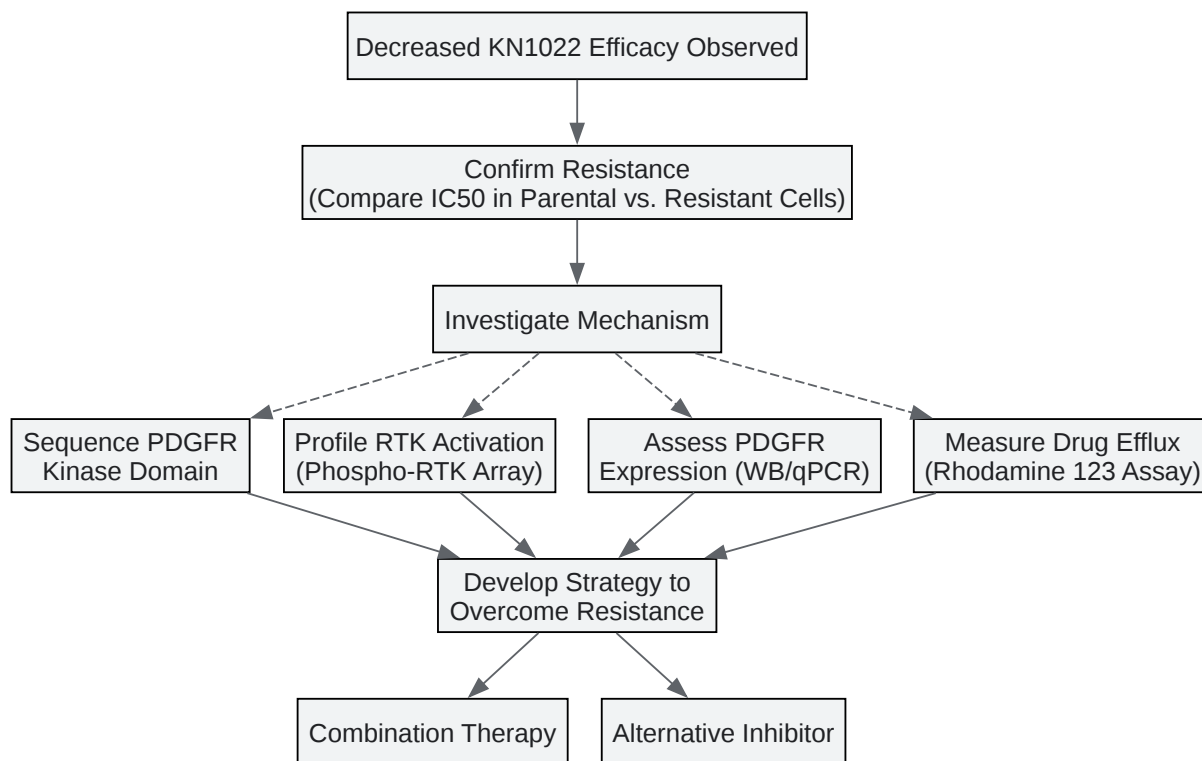 Decreased KN1022 Efficacy Observed
Confirm Resistance
(Compare IC50 in Parental vs. Resistant Cells)
Investigate Mechanism
Sequence PDGFR
Kinase Domain
Profile RTK Activation
(Phospho-RTK Array)
Assess PDGFR
Expression (WB/qPCR)
Measure Drug Efflux
(Rhodamine 123 Assay)
Develop Strategy to
Overcome Resistance
Combination Therapy
Alternative Inhibitor